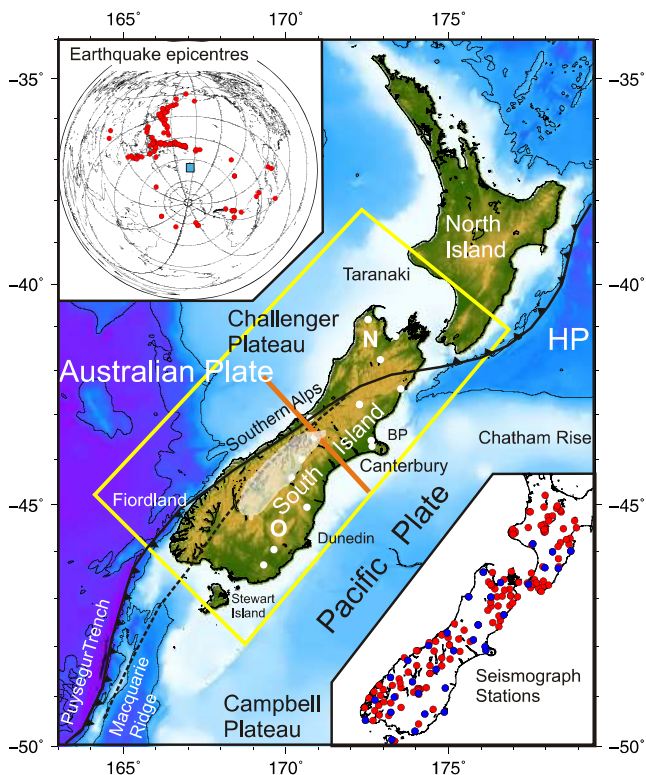 165° 170° 175°
Earthquake epicentres
−35˚
−35˚
North
Island
−40˚
−40˚
Taranaki
Challenger
Plateau
N
HP
Australian Plate
Southern Alps
South Island
BP
Chatham Rise
Canterbury
−45˚
−45˚
Fiordland
O
Dunedin
Pacific Plate
Stewart
Island
Puysegur Trench
Macquarie
Ridge
Seismograph
Stations
Campbell
Plateau
−50˚
−50˚
165˚ 170˚ 175˚